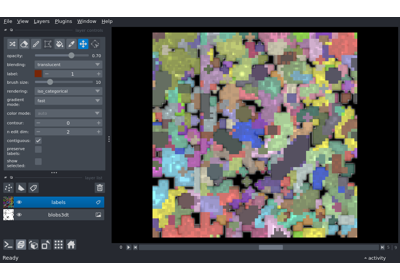 File View Layers Plugins Window Help
opacity: 0.70
blending: translucent
label: 1
brush size: 10
rendering: iso_categorical
gradient mode: fast
color mode:
contour: 0
n edit dim: 2
contiguous:
preserve labels:
show selected:
labels
blobs3dt
Ready
activity